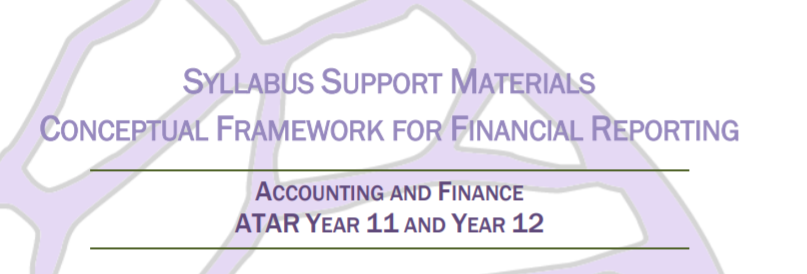 Syllabus Support Materials
Conceptual Framework for Financial Reporting
Accounting and Finance
ATAR Year 11 and Year 12